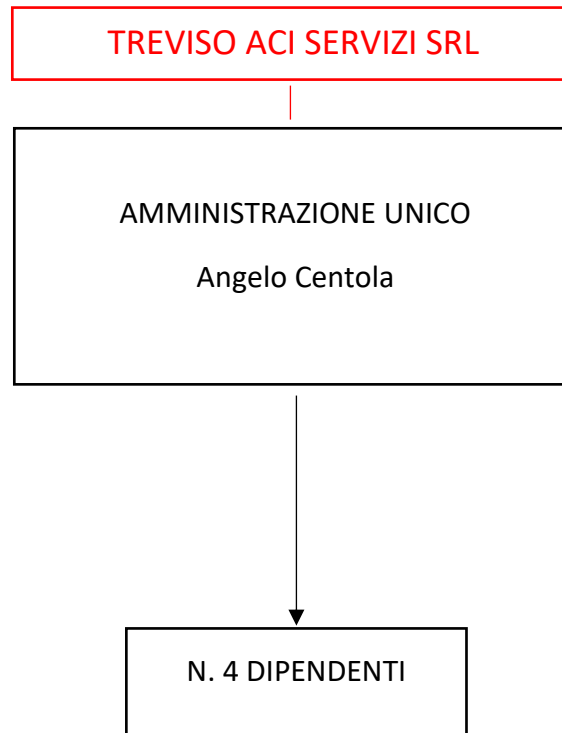 TREVISO ACI SERVIZI SRL
AMMINISTRAZIONE UNICO
Angelo Centola
N. 4 DIPENDENTI